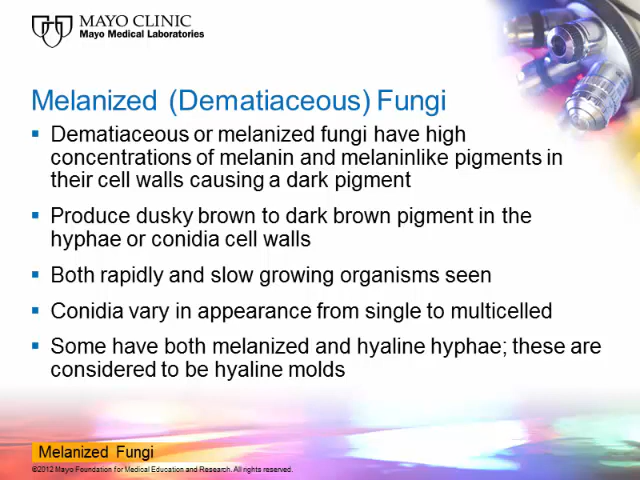 MAYO CLINIC
Mayo Medical Laboratories
Melanized (Dematiaceous) Fungi
▪ Dematiaceous or melanized fungi have high
concentrations of melanin and melaninlike pigments in
their cell walls causing a dark pigment
▪ Produce dusky brown to dark brown pigment in the
hyphae or conidia cell walls
▪ Both rapidly and slow growing organisms seen
▪ Conidia vary in appearance from single to multicelled
▪ Some have both melanized and hyaline hyphae; these are
considered to be hyaline molds
Melanized Fungi
©2012 Mayo Foundation for Medical Education and Research. All rights reserved.